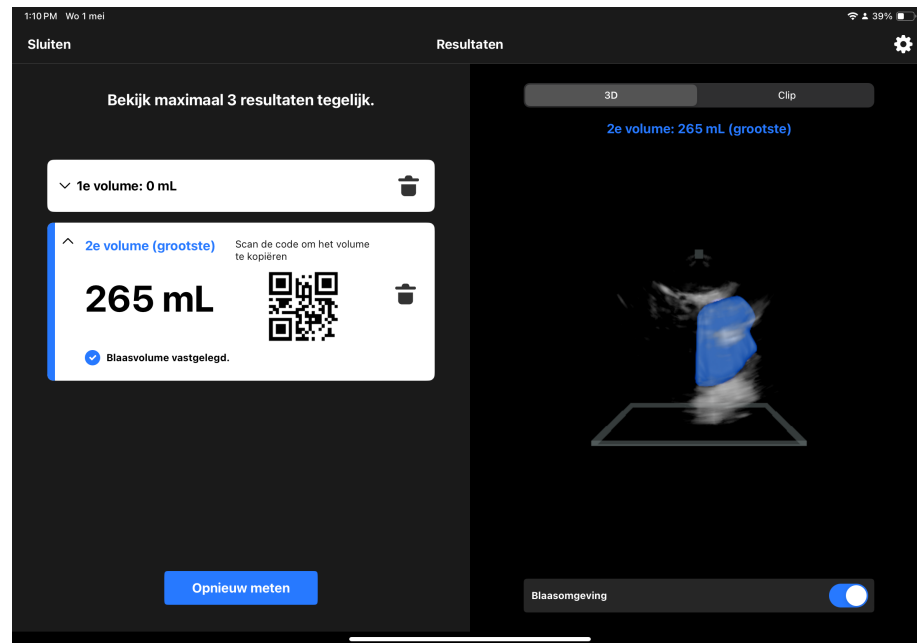 1:10 PM Wo 1 mei
39%
Sluiten
Resultaten
Bekijk maximaal 3 resultaten tegelijk.
1e volume: 0 mL
2e volume (grootste)
Scan de code om het volume
te kopiëren
265 mL
Blaasvolume vastgelegd.
Opnieuw meten
3D
Clip
2e volume: 265 mL (grootste)
Blaasomgeving